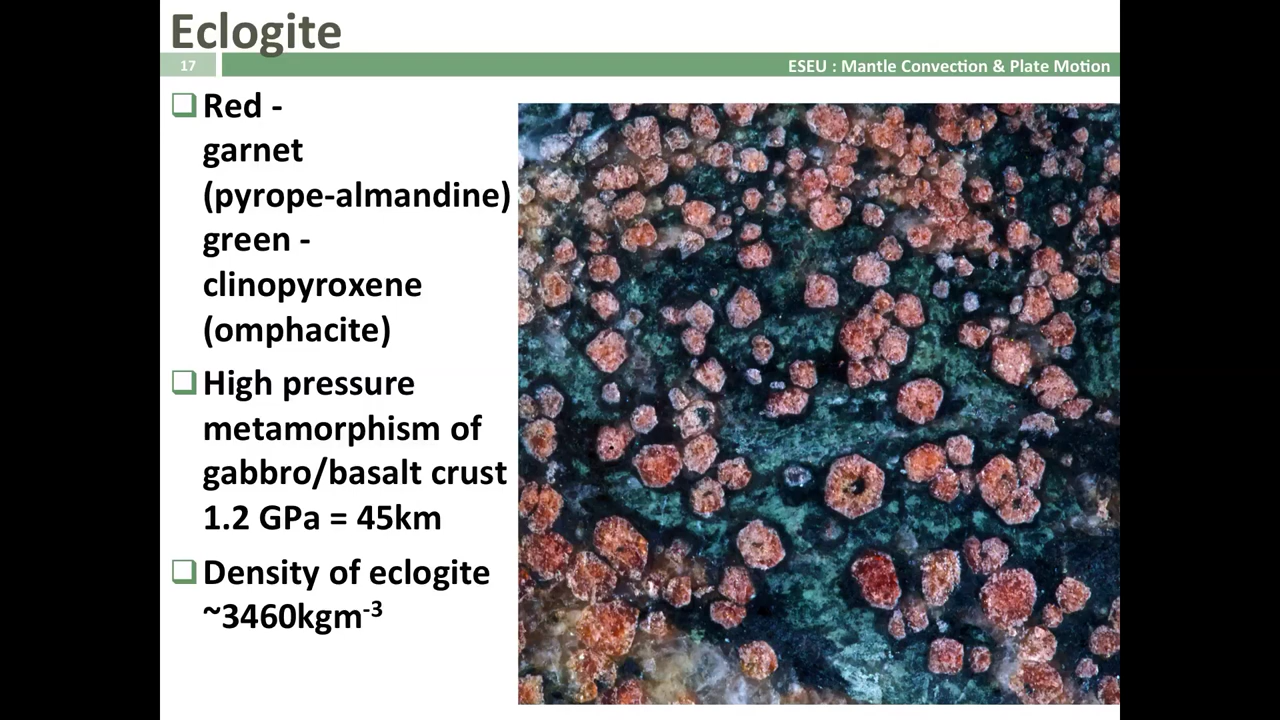 Eclogite
17
ESEU : Mantle Convection & Plate Motion
Red -
garnet
(pyrope-almandine)
green -
clinopyroxene
(omphacite)
High pressure
metamorphism of
gabbro/basalt crust
1.2 GPa = 45km
Density of eclogite
~3460kgm⁻³